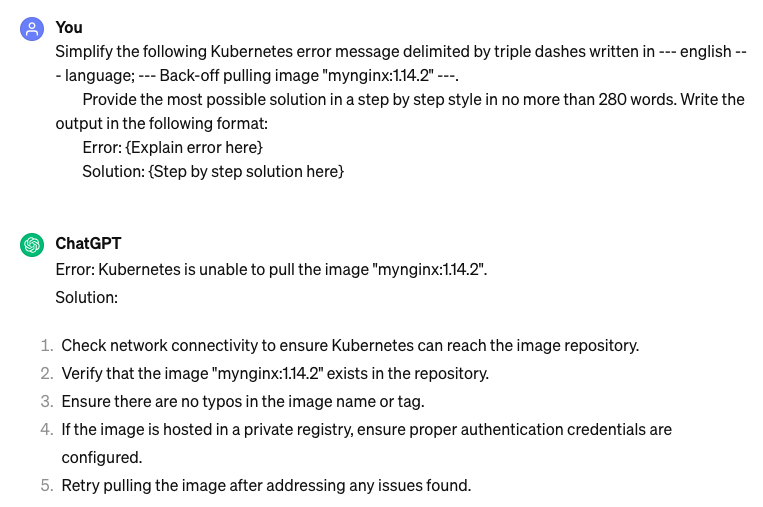 You
Simplify the following Kubernetes error message delimited by triple dashes written in --- english --
- language; --- Back-off pulling image "mynginx:1.14.2" ---.
Provide the most possible solution in a step by step style in no more than 280 words. Write the
output in the following format:
Error: {Explain error here}
Solution: {Step by step solution here}
ChatGPT
Error: Kubernetes is unable to pull the image "mynginx:1.14.2".
Solution:
1. Check network connectivity to ensure Kubernetes can reach the image repository.
2. Verify that the image "mynginx:1.14.2" exists in the repository.
3. Ensure there are no typos in the image name or tag.
4. If the image is hosted in a private registry, ensure proper authentication credentials are
configured.
5. Retry pulling the image after addressing any issues found.